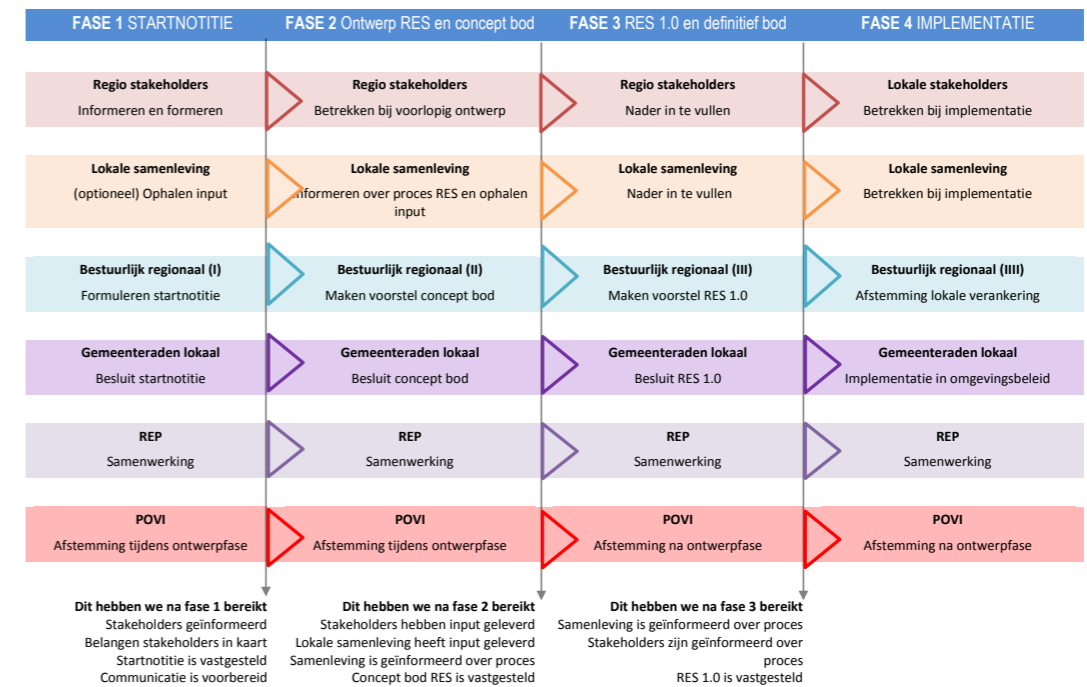 FASE 1 STARTNOTITIE
FASE 2 Ontwerp RES en concept bod
FASE 3 RES 1.0 en definitief bod
FASE 4 IMPLEMENTATIE
Regio stakeholders
Informeren en formeren
Regio stakeholders
Betrekken bij voorlopig ontwerp
Regio stakeholders
Nader in te vullen
Lokale stakeholders
Betrekken bij implementatie
Lokale samenleving
(optioneel) Ophalen input
Lokale samenleving
Informeren over proces RES en ophalen
input
Lokale samenleving
Nader in te vullen
Lokale samenleving
Betrekken bij implementatie
Bestuurlijk regionaal (I)
Formuleren startnotitie
Bestuurlijk regionaal (II)
Maken voorstel concept bod
Bestuurlijk regionaal (III)
Maken voorstel RES 1.0
Bestuurlijk regionaal (IIII)
Afstemming lokale verankering
Gemeenteraden lokaal
Besluit startnotitie
Gemeenteraden lokaal
Besluit concept bod
Gemeenteraden lokaal
Besluit RES 1.0
Gemeenteraden lokaal
Implementatie in omgevingsbeleid
REP
Samenwerking
REP
Samenwerking
REP
Samenwerking
REP
Samenwerking
POVI
Afstemming tijdens ontwerpfase
POVI
Afstemming tijdens ontwerpfase
POVI
Afstemming na ontwerpfase
POVI
Afstemming na ontwerpfase
Dit hebben we na fase 1 bereikt
Stakeholders geïnformeerd
Belangen stakeholders in kaart
Startnotitie is vastgesteld
Communicatie is voorbereid
Dit hebben we na fase 2 bereikt
Stakeholders hebben input geleverd
Lokale samenleving heeft input geleverd
Samenleving is geïnformeerd over proces
Concept bod RES is vastgesteld
Dit hebben we na fase 3 bereikt
Samenleving is geïnformeerd over proces
Stakeholders zijn geïnformeerd over
proces
RES 1.0 is vastgesteld